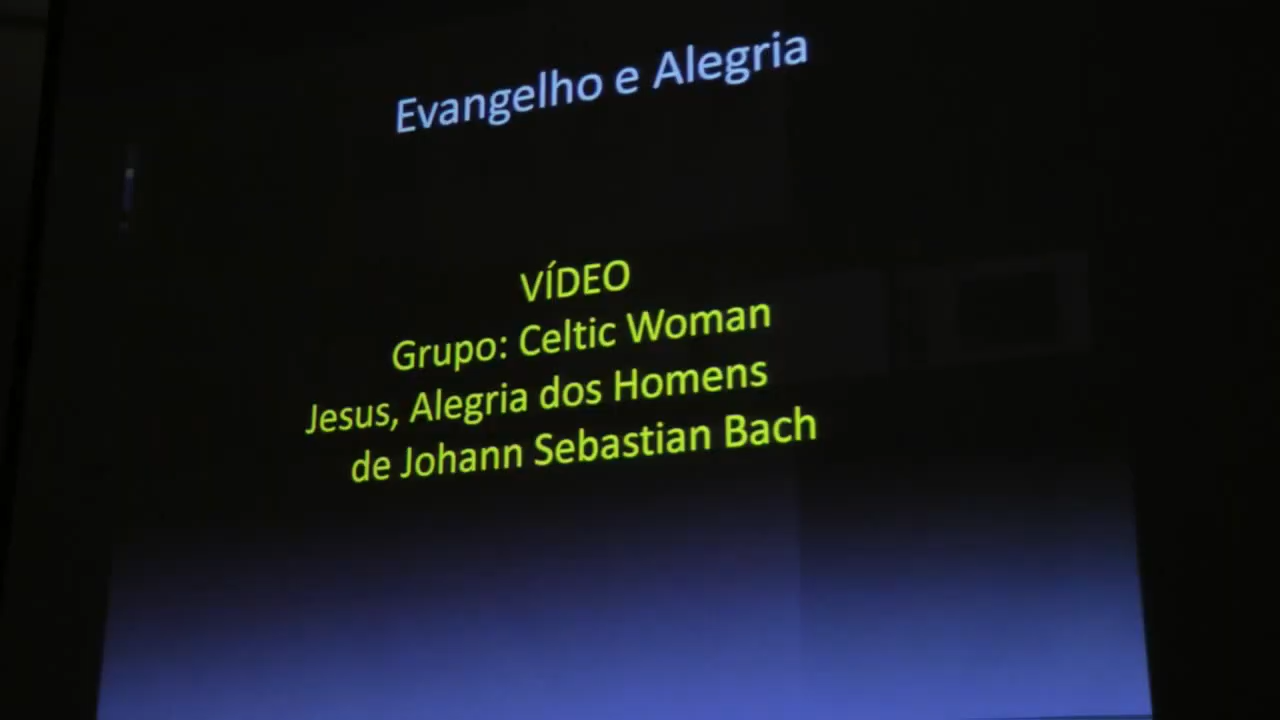 Evangelho e Alegria
VÍDEO
Grupo: Celtic Woman
Jesus, Alegria dos Homens
de Johann Sebastian Bach